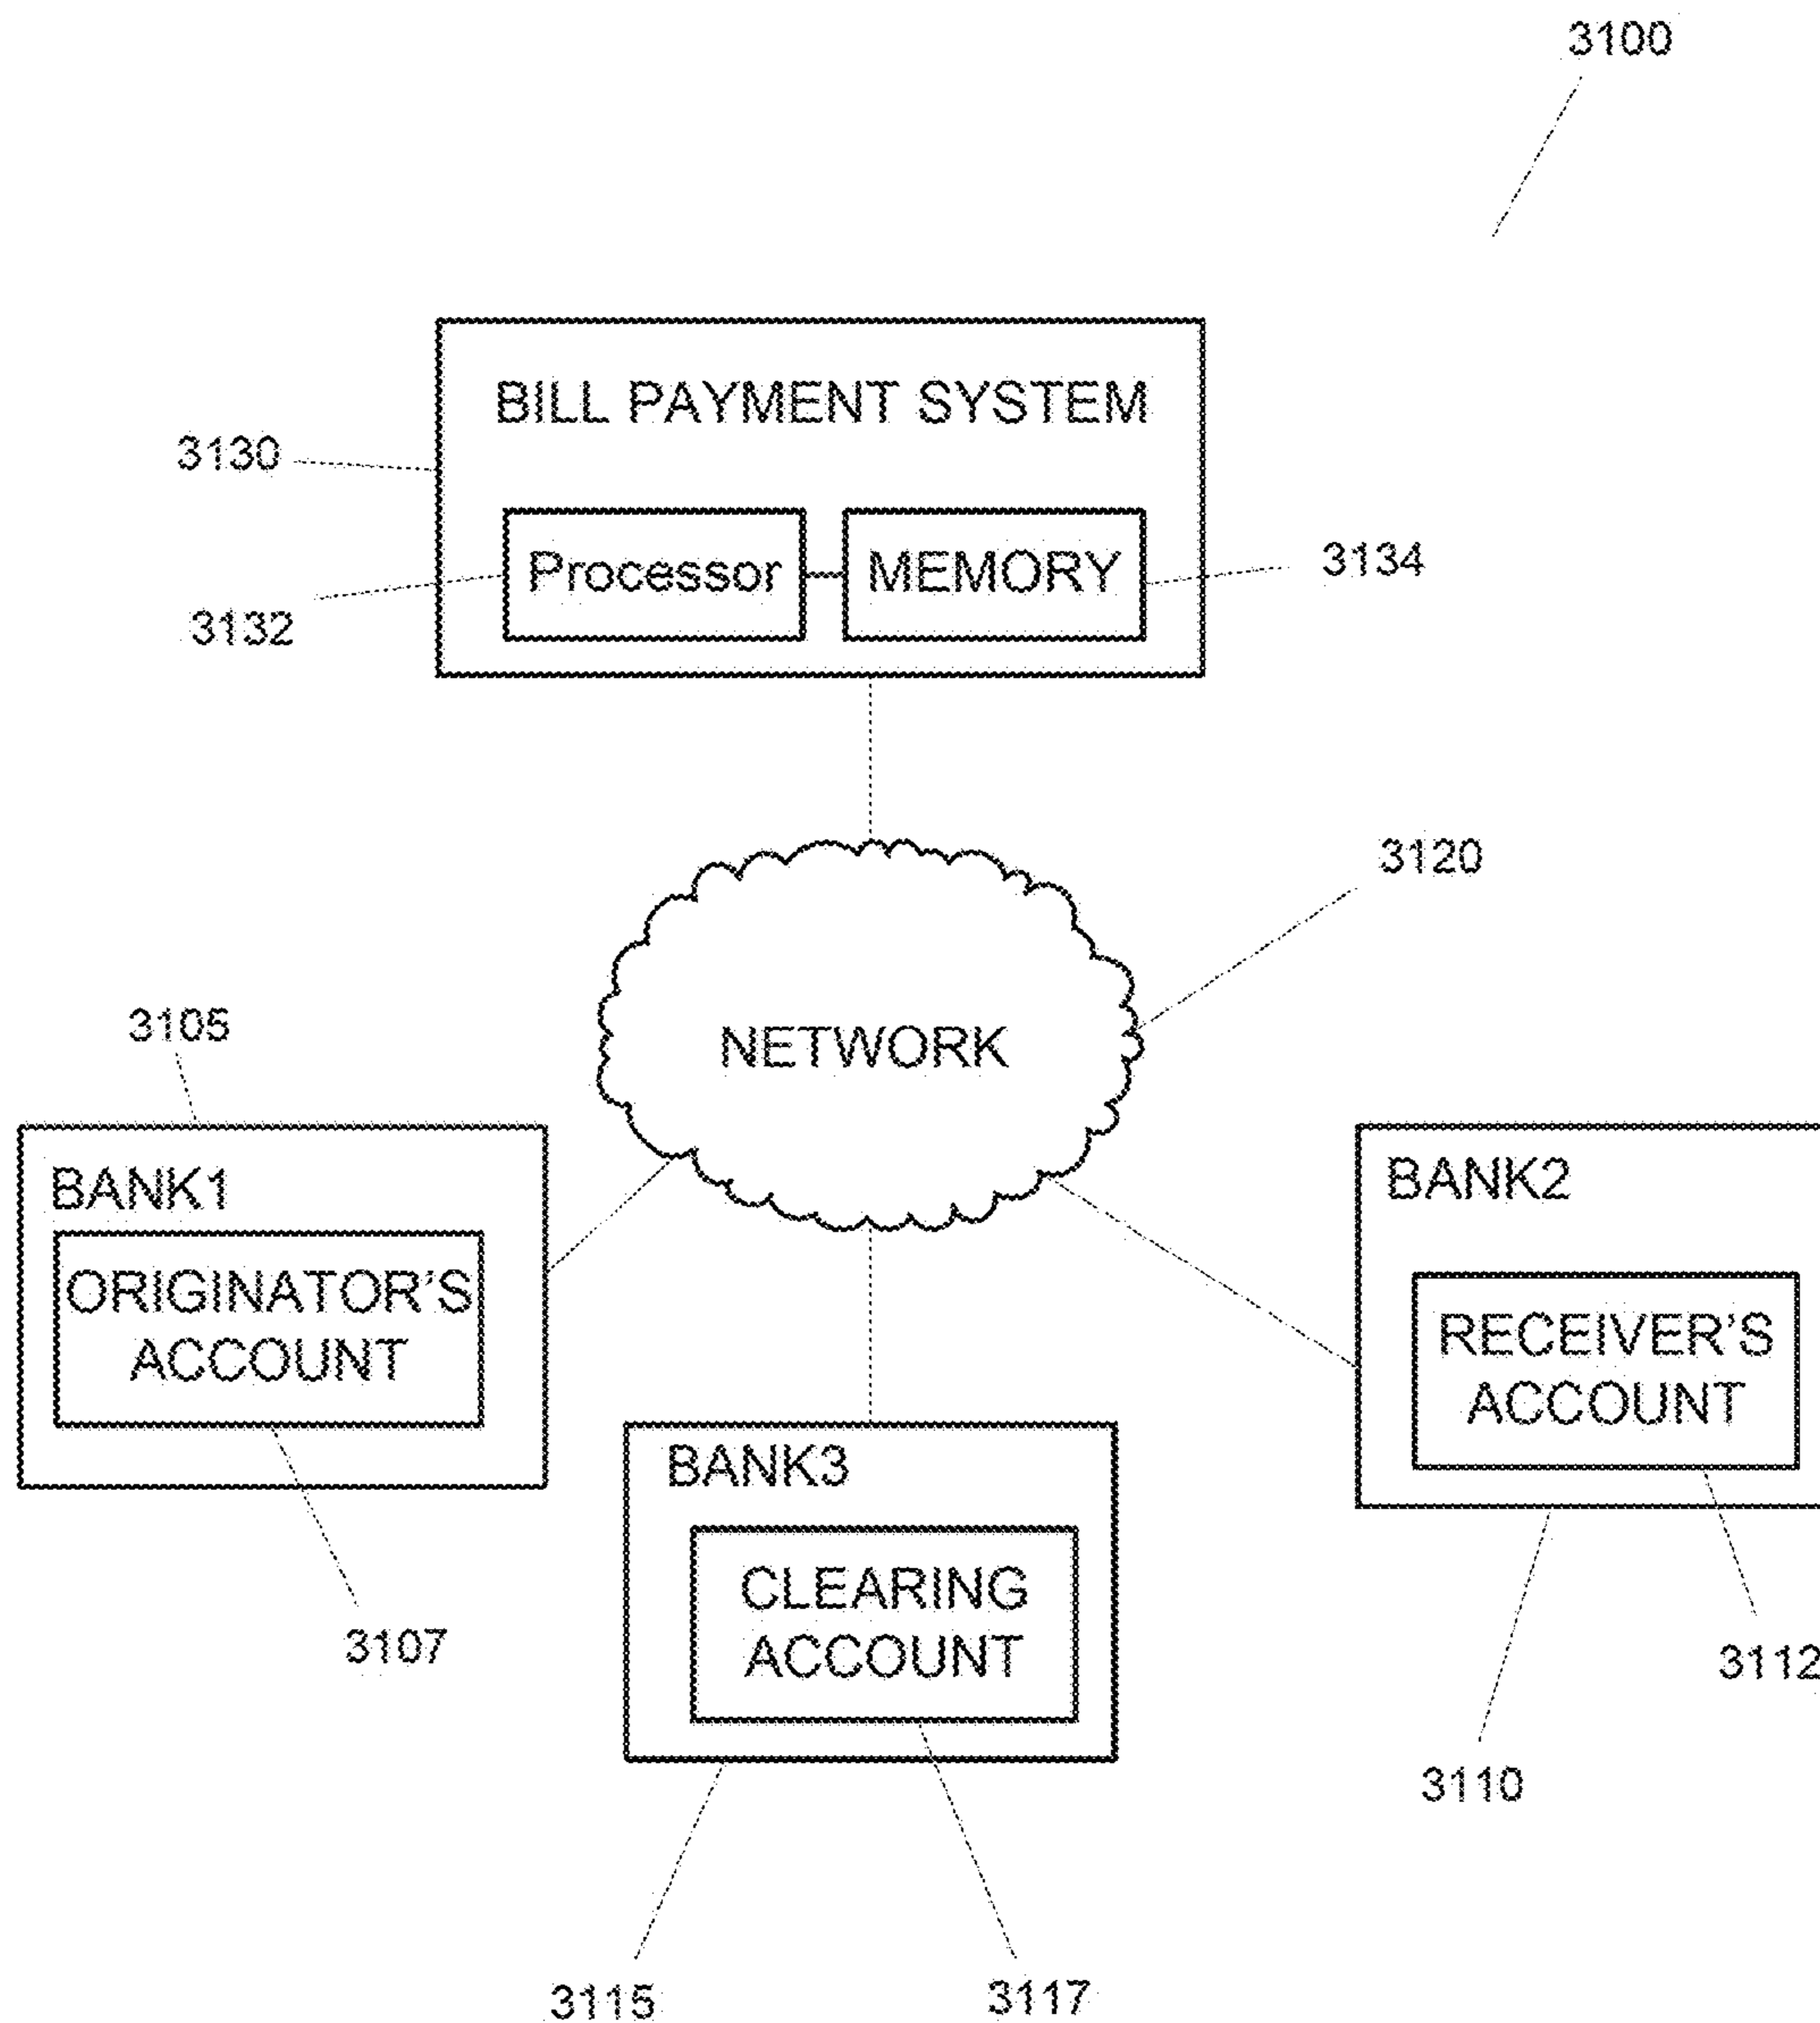 3100
BILL PAYMENT SYSTEM
3130
Processor
MEMORY
3134
3132
3120
NETWORK
3105
BANK1
ORIGINATOR'S
ACCOUNT
BANK2
RECEIVER'S
ACCOUNT
BANK3
CLEARING
ACCOUNT
3107
3112
3110
3115
3117